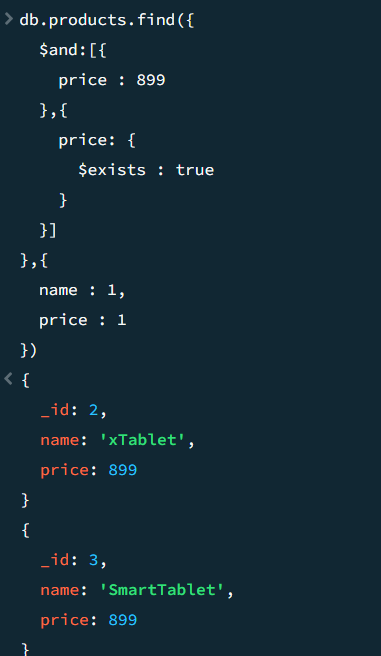 > db.products.find({
$and:[{
price : 899
},{
price: {
$exists : true
}
}]
},{
name : 1,
price : 1
})
< {
_id: 2,
name: 'xTablet',
price: 899
}
{
_id: 3,
name: 'SmartTablet',
price: 899
}